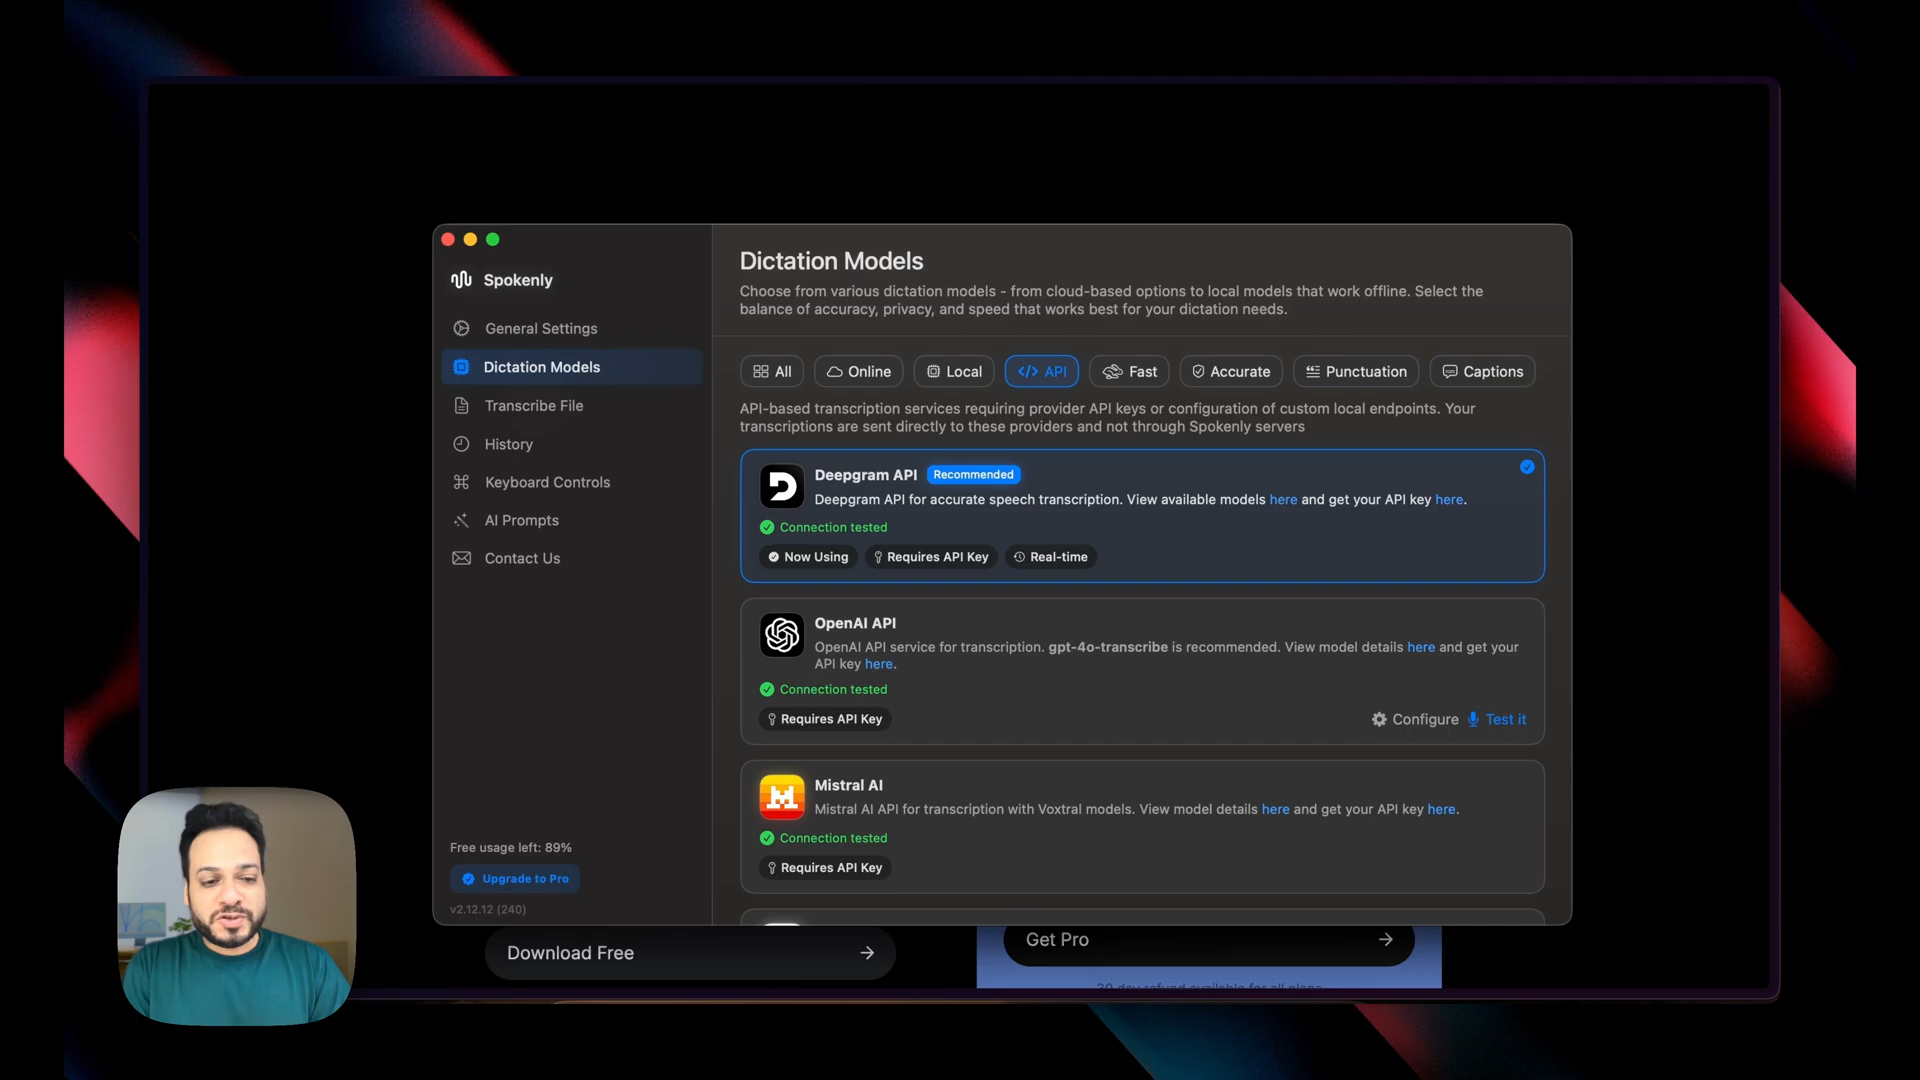 Spokenly
General Settings
Dictation Models
Transcribe File
History
Keyboard Controls
AI Prompts
Contact Us
Free usage left: 89%
Upgrade to Pro
v2.12.12 (240)
Dictation Models
Choose from various dictation models - from cloud-based options to local models that work offline. Select the
balance of accuracy, privacy, and speed that works best for your dictation needs.
All Online Local </> API Fast Accurate Punctuation Captions
API-based transcription services requiring provider API keys or configuration of custom local endpoints. Your
transcriptions are sent directly to these providers and not through Spokenly servers
Deepgram API Recommended
Deepgram API for accurate speech transcription. View available models here and get your API key here.
Connection tested
Now Using Requires API Key Real-time
OpenAI API
OpenAI API service for transcription. gpt-4o-transcribe is recommended. View model details here and get your
API key here.
Connection tested
Requires API Key Configure Test it
Mistral AI
Mistral AI API for transcription with Voxtral models. View model details here and get your API key here.
Connection tested
Requires API Key
Download Free
Get Pro
30 day refund available for all plans